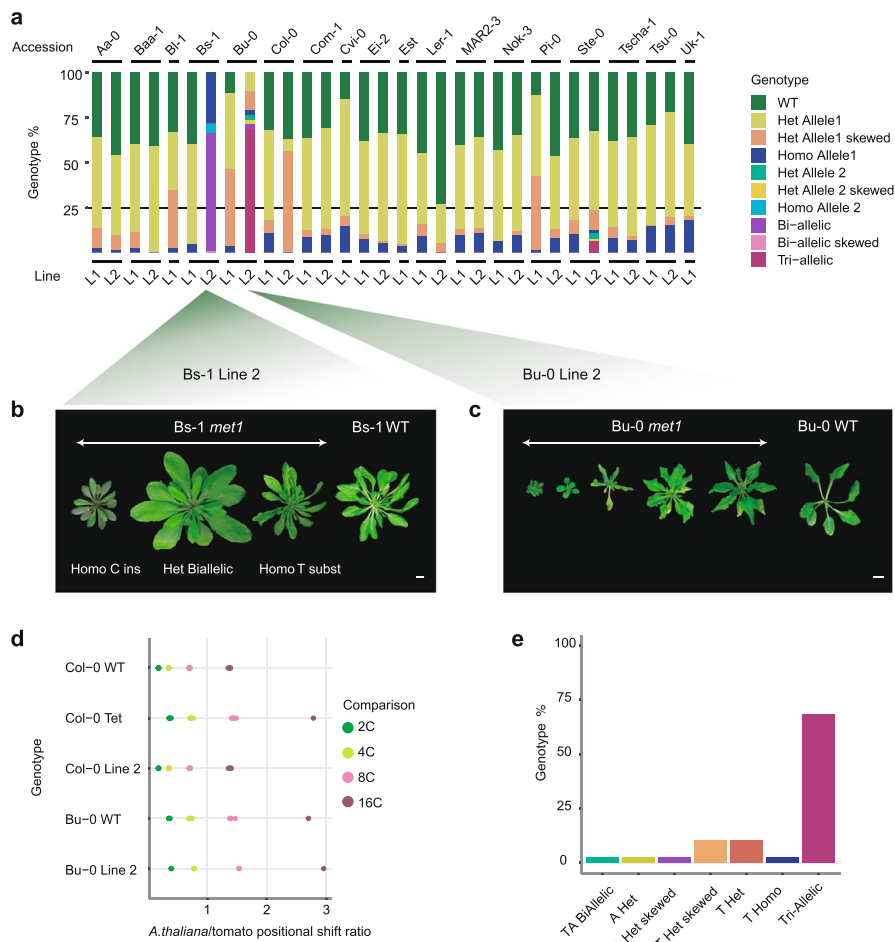 a
Accession
Aa-0 Baa-1 Bl-1 Bs-1 Bu-0 Col-0 Com-1 Cvi-0 Ei-2 Est Ler-1 MAR2-3 Nok-3 Pi-0 Ste-0 Tscha-1 Tsu-0 Uk-1
Genotype %
100
75
50
25
Line
L1 L2 L1 L2 L1 L1 L2 L1 L2 L1 L2 L1 L2 L1 L1 L2 L1 L1 L2 L1 L2 L1 L2 L1 L2 L1 L2 L1 L2 L1 L2 L1
Genotype
WT
Het Allele1
Het Allele1 skewed
Homo Allele1
Het Allele 2
Het Allele 2 skewed
Homo Allele 2
Bi-allelic
Bi-allelic skewed
Tri-allelic
Bs-1 Line 2
Bu-0 Line 2
b
Bs-1 met1
Bs-1 WT
Homo C ins
Het Biallelic
Homo T subst
c
Bu-0 met1
Bu-0 WT
d
Genotype
Col-0 WT
Col-0 Tet
Col-0 Line 2
Bu-0 WT
Bu-0 Line 2
1 2 3
A.thaliana/tomato positional shift ratio
Comparison
2C
4C
8C
16C
e
Genotype %
100
75
50
25
0
TA BiAllelic
A Het
Het skewed
Het skewed
T Het
T Homo
Tri-Allelic